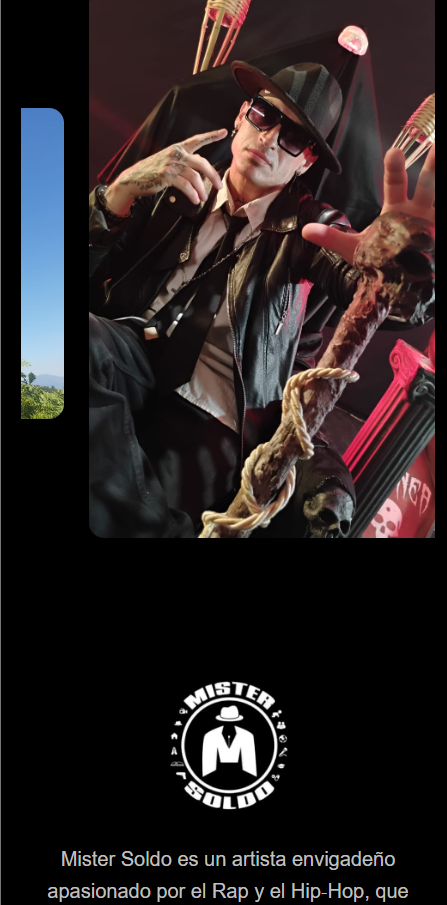 MISTER
M
SOLDO
Mister Soldo es un artista envigadeño
apasionado por el Rap y el Hip-Hop, que